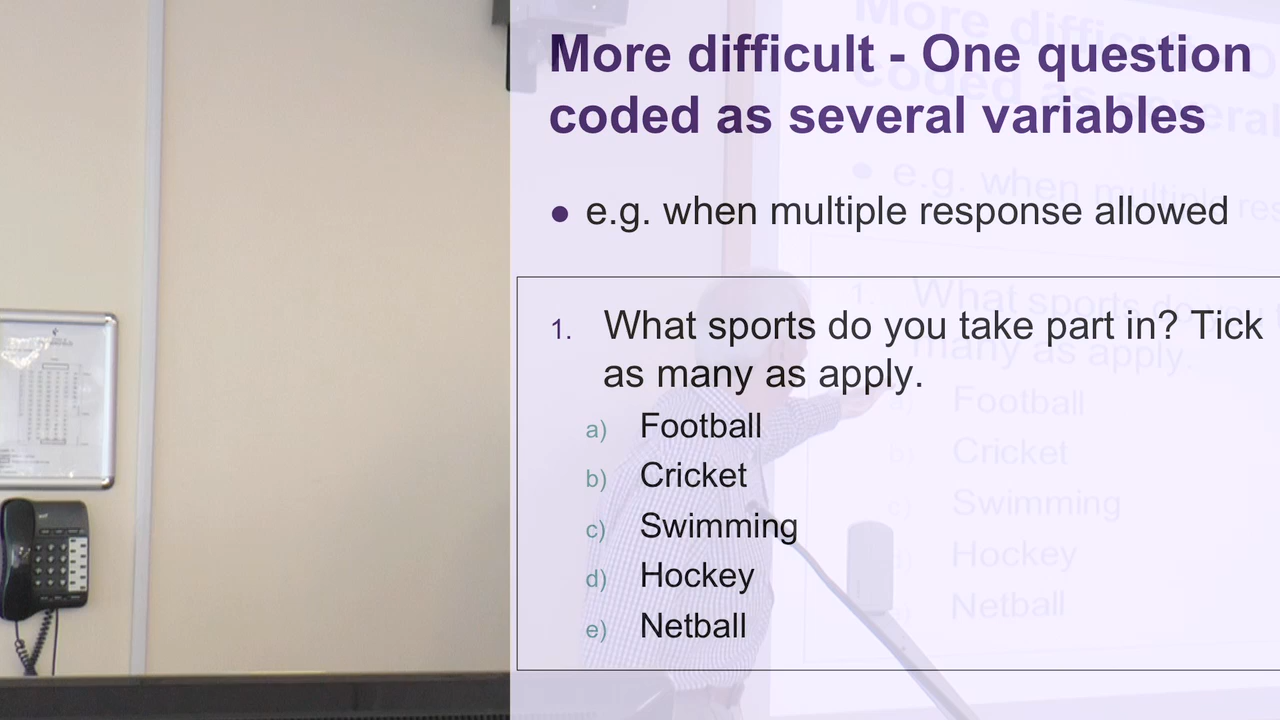 More difficult - One question
coded as several variables
● e.g. when multiple response allowed
1. What sports do you take part in? Tick
as many as apply.
a) Football
b) Cricket
c) Swimming
d) Hockey
e) Netball